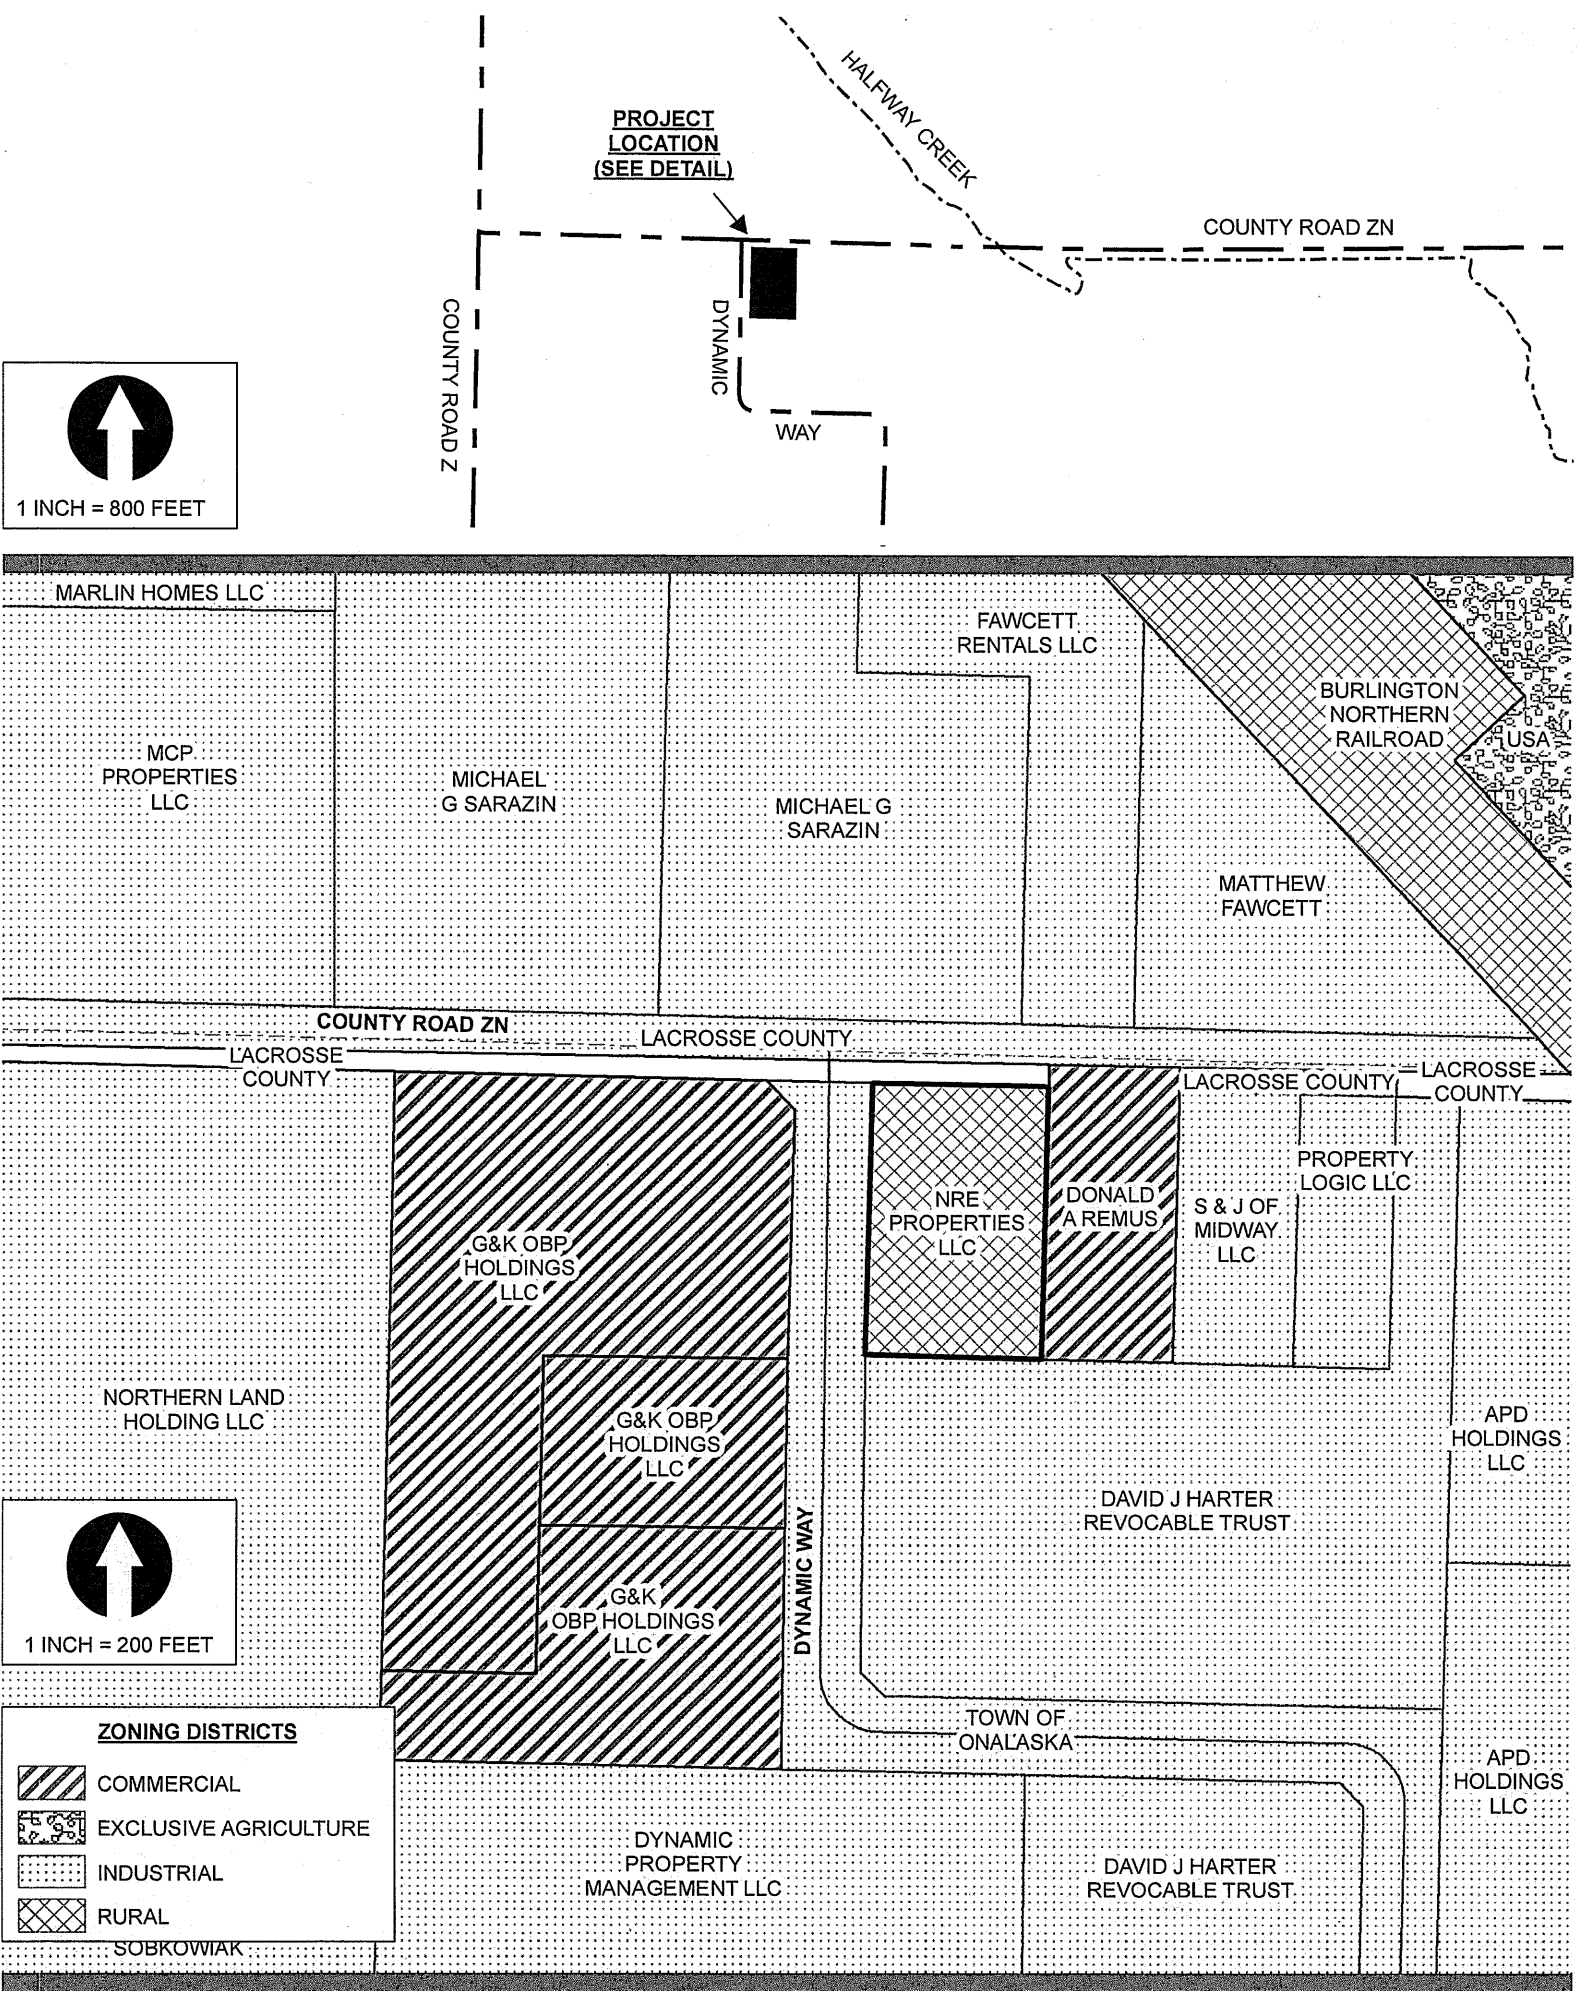 HALFWAY CREEK
PROJECT
LOCATION
(SEE DETAIL)
COUNTY ROAD ZN
COUNTY ROAD Z
DYNAMIC
WAY
1 INCH = 800 FEET
MARLIN HOMES LLC
FAWCETT
RENTALS LLC
BURLINGTON
NORTHERN
RAILROAD
USA
MCP
PROPERTIES
LLC
MICHAEL
G SARAZIN
MICHAEL G
SARAZIN
MATTHEW
FAWCETT
COUNTY ROAD ZN
LACROSSE COUNTY
LACROSSE
COUNTY
LACROSSE COUNTY
LACROSSE
COUNTY
NRE
PROPERTIES
LLC
DONALD
A REMUS
S & J OF
MIDWAY
LLC
PROPERTY
LOGIC LLC
G&K OBP
HOLDINGS
LLC
NORTHERN LAND
HOLDING LLC
G&K OBP
HOLDINGS
LLC
APD
HOLDINGS
LLC
DAVID J HARTER
REVOCABLE TRUST
DYNAMIC WAY
G&K
OBP HOLDINGS
LLC
1 INCH = 200 FEET
TOWN OF
ONALASKA
ZONING DISTRICTS
COMMERCIAL
EXCLUSIVE AGRICULTURE
INDUSTRIAL
RURAL
SOBKOWIAK
DYNAMIC
PROPERTY
MANAGEMENT LLC
DAVID J HARTER
REVOCABLE TRUST
APD
HOLDINGS
LLC